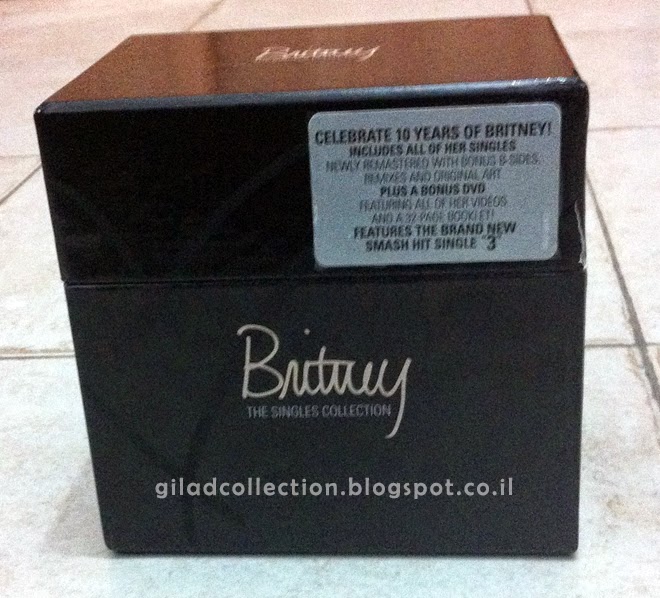 Britney
CELEBRATE 10 YEARS OF BRITNEY!
INCLUDES ALL OF HER SINGLES
NEWLY REMASTERED WITH BONUS B-SIDES,
REMIXES AND ORIGINAL ART
PLUS A BONUS DVD
FEATURING ALL OF HER VIDEOS
AND A 32-PAGE BOOKLET!
FEATURES THE BRAND NEW
SMASH HIT SINGLE "3"
Britney
THE SINGLES COLLECTION
giladcollection.blogspot.co.il